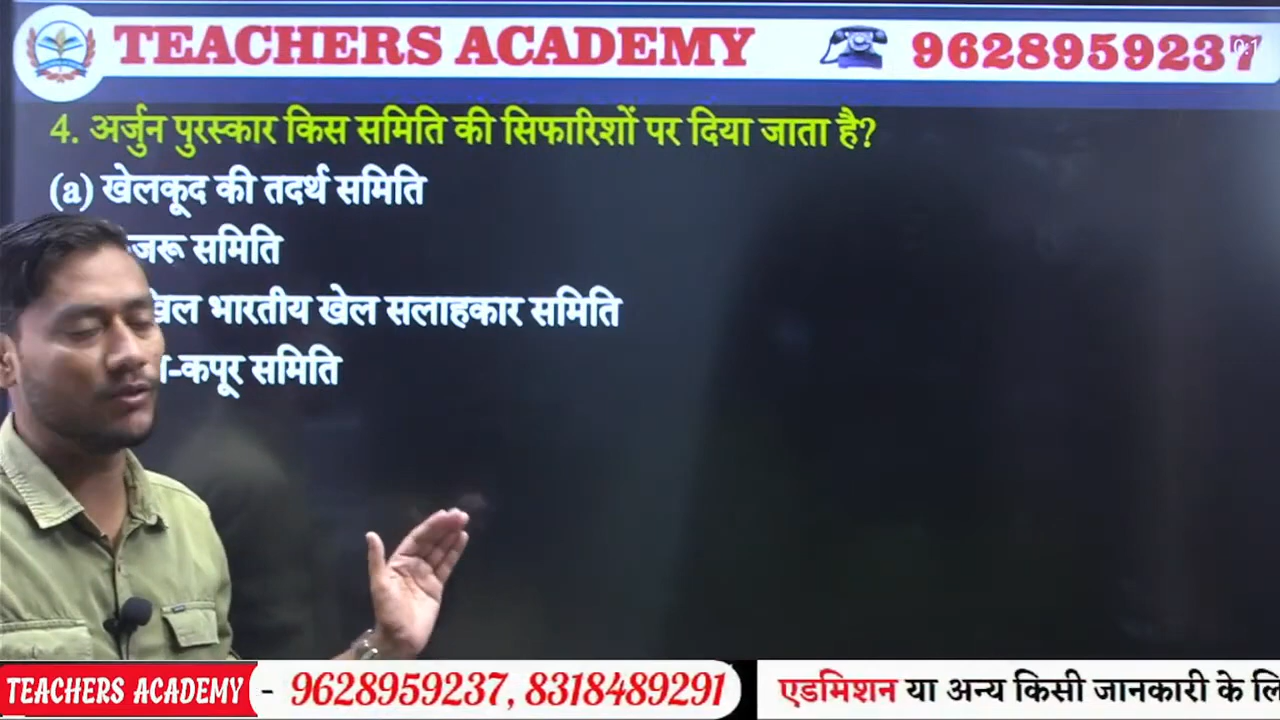 TEACHERS ACADEMY
9628959237
4. अर्जुन पुरस्कार किस समिति की सिफारिशों पर दिया जाता है?
(a) खेलकूद की तदर्थ समिति
समिति
भारतीय खेल सलाहकार समिति
-कपूर समिति
TEACHERS ACADEMY - 9628959237, 8318489291
एडमिशन या अन्य किसी जानकारी के